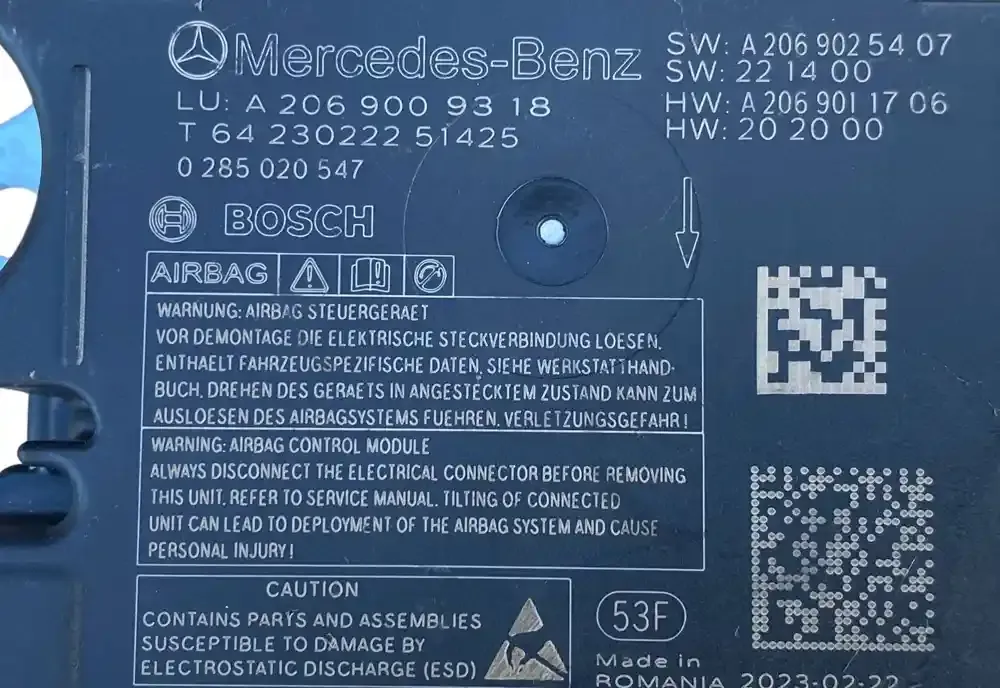 Mercedes-Benz
SW: A 206 902 54 07
SW: 22 14 00
LU: A 206 900 93 18
HW: A 206 901 17 06
T 64 230222 51425
HW: 20 20 00
0 285 020 547
BOSCH
AIRBAG
WARNUNG: AIRBAG STEUERGERAET
VOR DEMONTAGE DIE ELEKTRISCHE STECKVERBINDUNG LOESEN.
ENTHAELT FAHRZEUGSPEZIFISCHE DATEN, SIEHE WERKSTATTHAND-
BUCH. DREHEN DES GERAETS IN ANGESTECKTEM ZUSTAND KANN ZUM
AUSLOESEN DES AIRBAGSYSTEMS FUEHREN. VERLETZUNGSGEFAHR!
WARNING: AIRBAG CONTROL MODULE
ALWAYS DISCONNECT THE ELECTRICAL CONNECTOR BEFORE REMOVING
THIS UNIT. REFER TO SERVICE MANUAL. TILTING OF CONNECTED
UNIT CAN LEAD TO DEPLOYMENT OF THE AIRBAG SYSTEM AND CAUSE
PERSONAL INJURY!
CAUTION
CONTAINS PARTS AND ASSEMBLIES
SUSCEPTIBLE TO DAMAGE BY
ELECTROSTATIC DISCHARGE (ESD)
53F
Made in
ROMANIA 2023-02-22